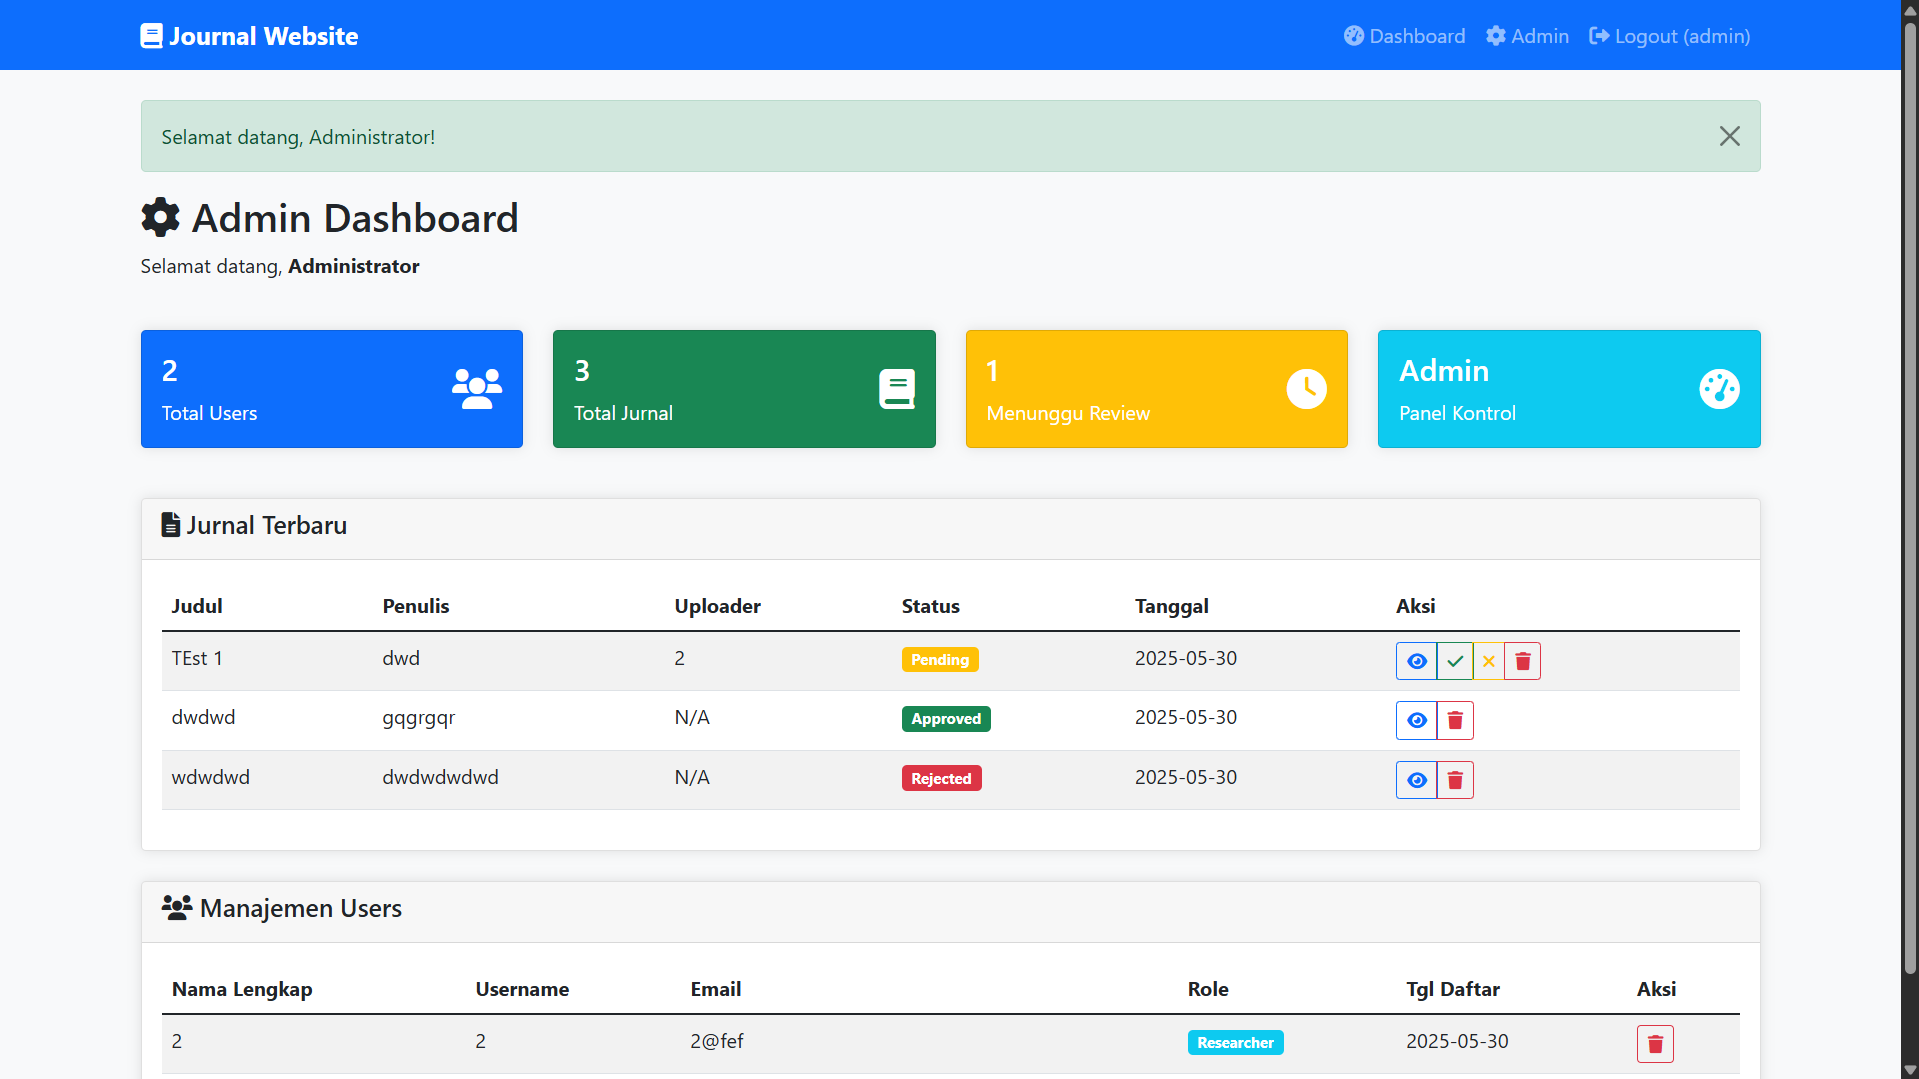 Journal Website
Dashboard Admin Logout (admin)
Selamat datang, Administrator!
Admin Dashboard
Selamat datang, Administrator
2
Total Users
3
Total Jurnal
1
Menunggu Review
Admin
Panel Kontrol
Jurnal Terbaru
Judul Penulis Uploader Status Tanggal Aksi
TEst 1 dwd 2 Pending 2025-05-30
dwdwd gqgrgqr N/A Approved 2025-05-30
wdwdwd dwdwdwdwd N/A Rejected 2025-05-30
Manajemen Users
Nama Lengkap Username Email Role Tgl Daftar Aksi
2 2 2@fef Researcher 2025-05-30